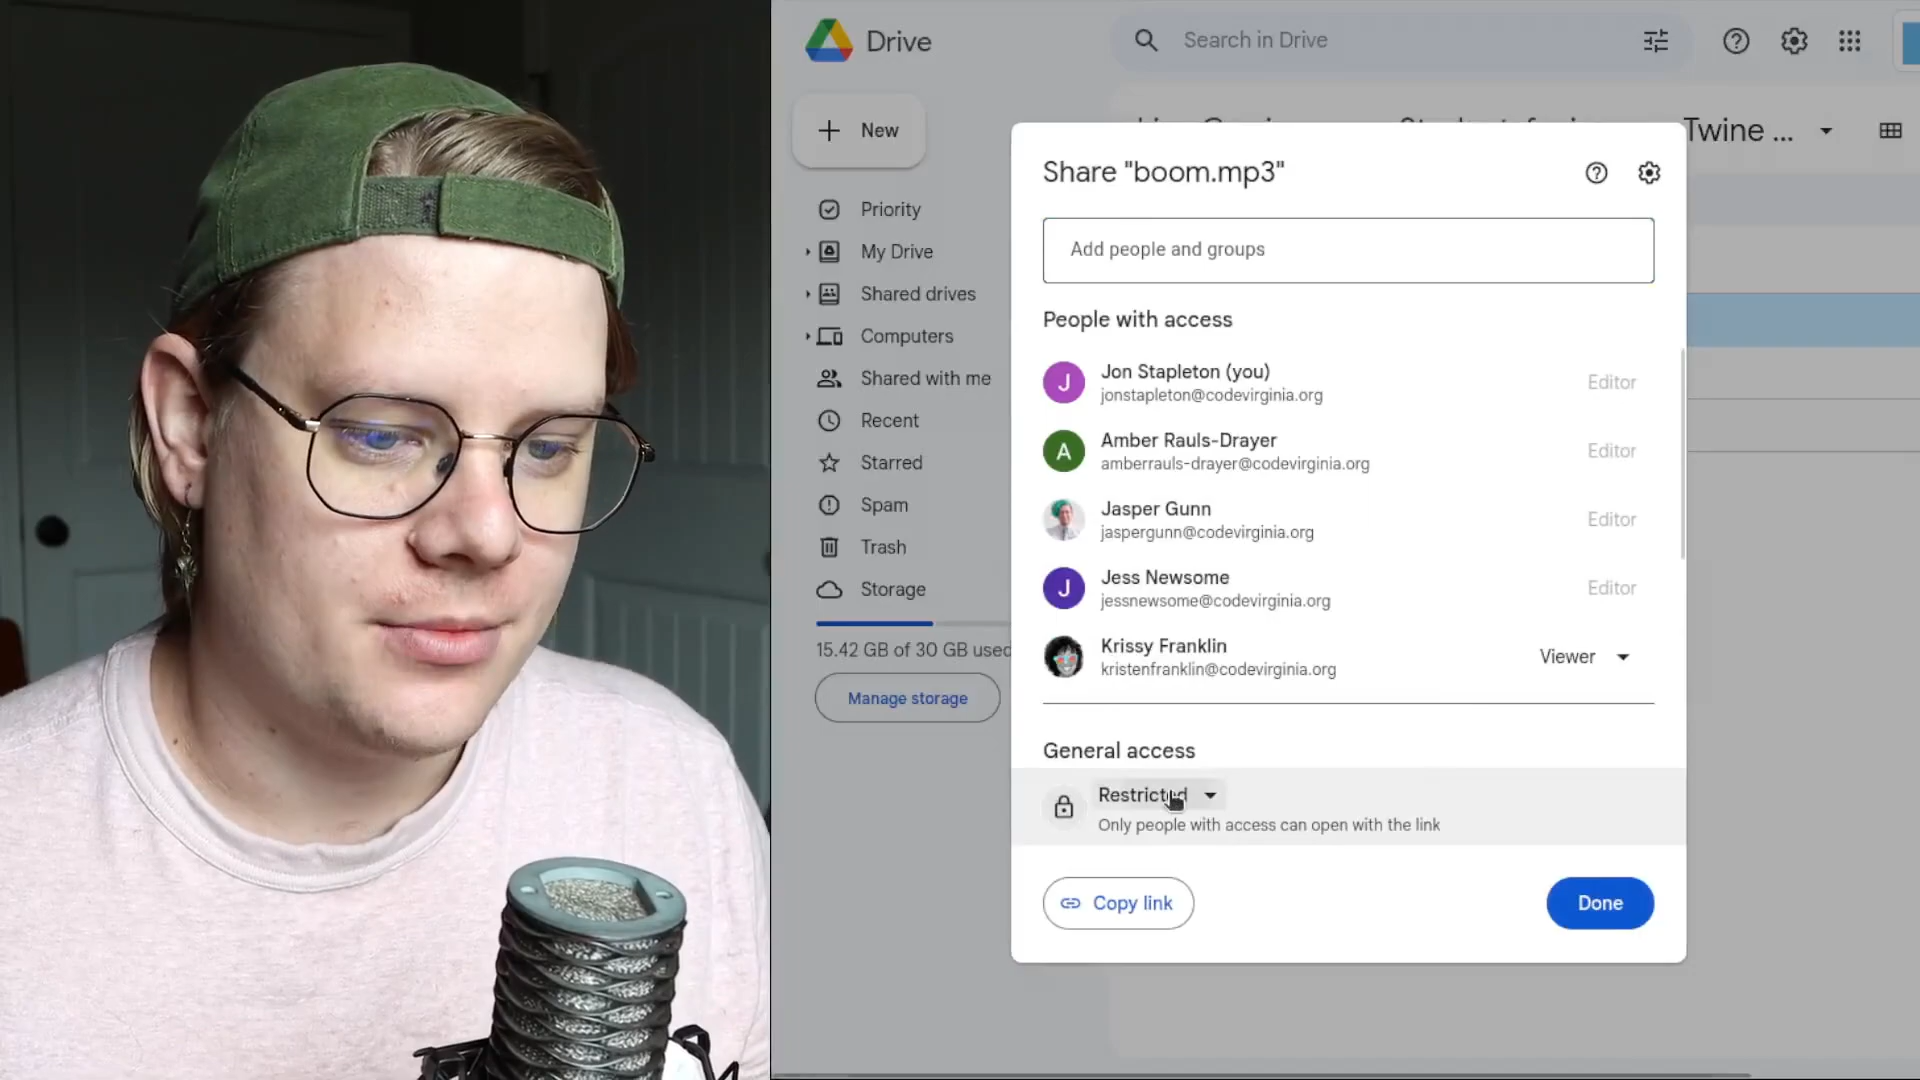 Drive
Search in Drive
New
Twine ...
Share "boom.mp3"
Add people and groups
Priority
My Drive
Shared drives
Computers
Shared with me
Recent
Starred
Spam
Trash
Storage
15.42 GB of 30 GB used
Manage storage
People with access
J
Jon Stapleton (you)
jonstapleton@codevirginia.org
Editor
A
Amber Rauls-Drayer
amberrauls-drayer@codevirginia.org
Editor
Jasper Gunn
jaspergunn@codevirginia.org
Editor
J
Jess Newsome
jessnewsome@codevirginia.org
Editor
Krissy Franklin
kristenfranklin@codevirginia.org
Viewer
General access
Restricted
Only people with access can open with the link
Copy link
Done